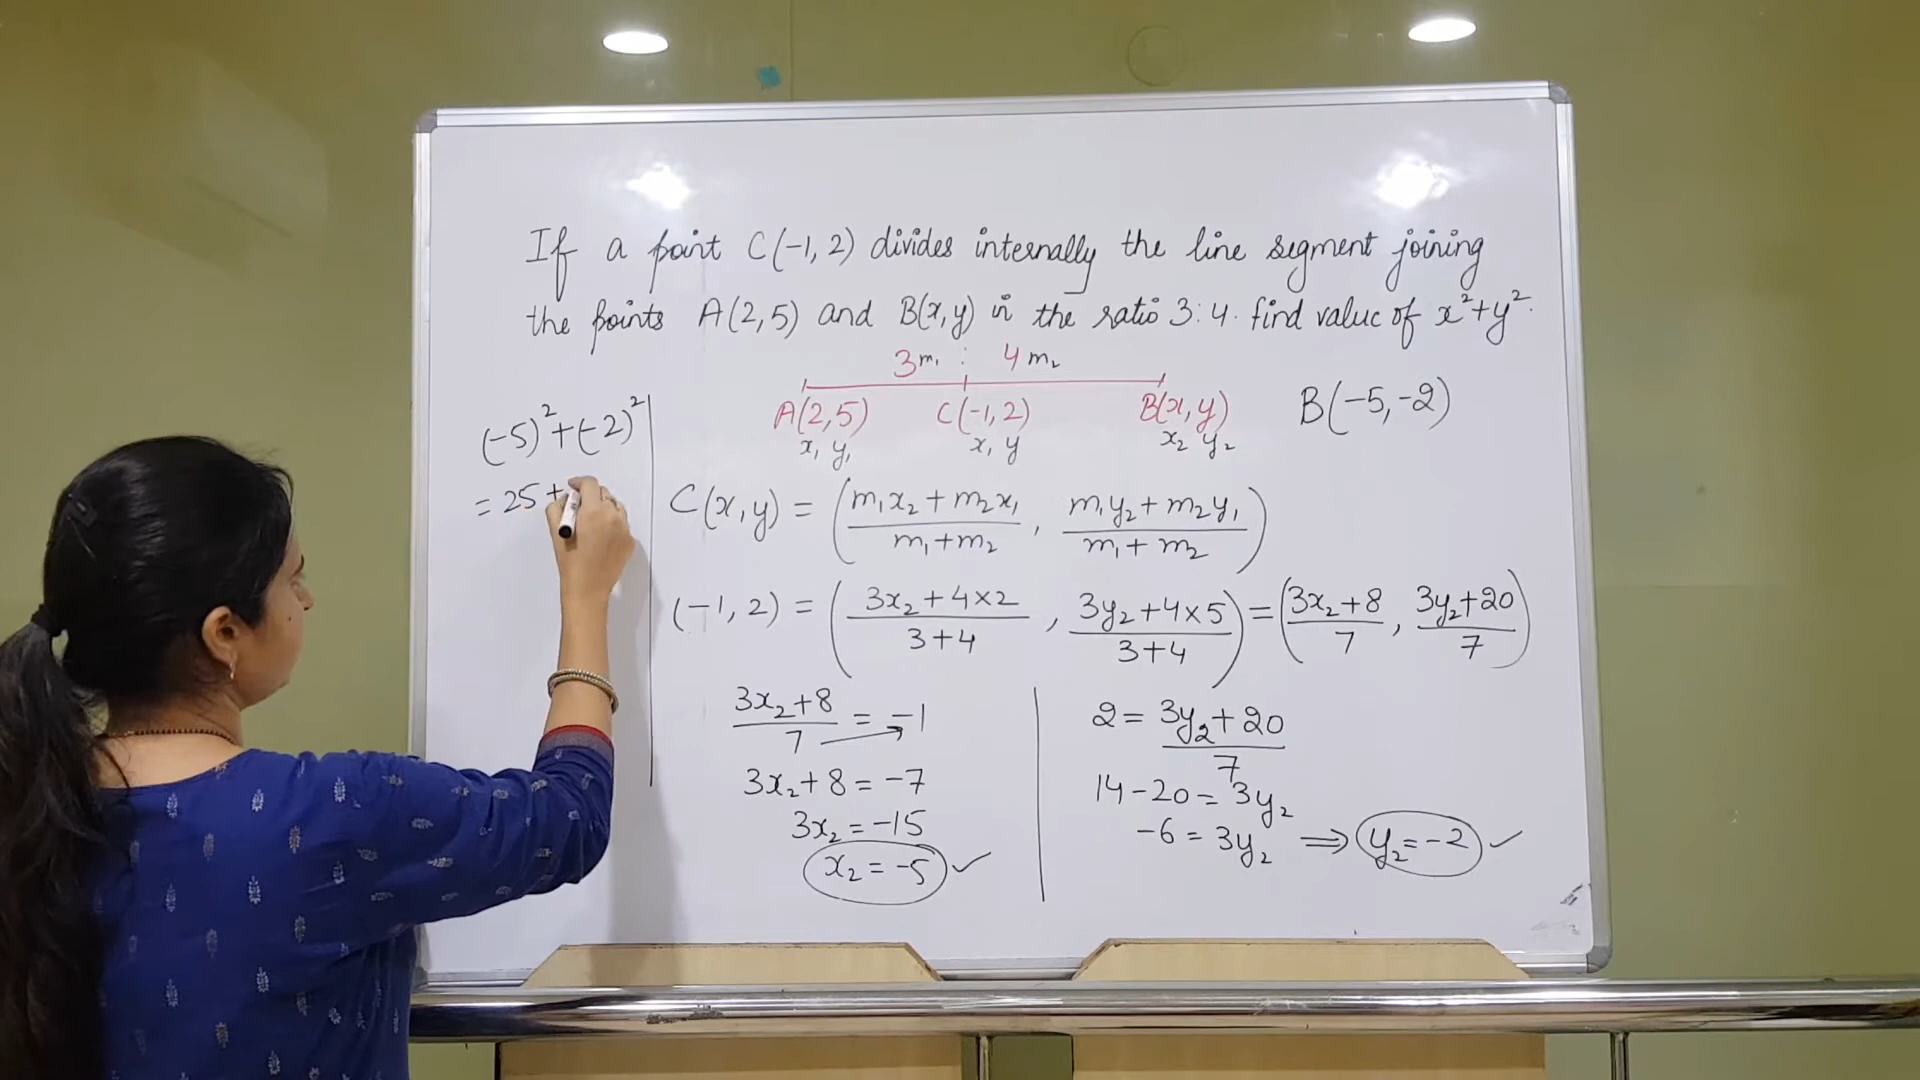 If a point C(-1, 2) divides internally the line segment joining
the points A(2,5) and B(x,y) in the ratio 3:4. find value of x²+y².
3m₁ : 4m₂
A(2,5) C(-1,2) B(x,y)
x₁ y₁ x, y x₂ y₂
B(-5,-2)
(-5)²+(-2)²
= 25+
C(x,y) = (m₁x₂+m₂x₁/m₁+m₂, m₁y₂+m₂y₁/m₁+m₂)
(-1, 2) = (3x₂+4×2/3+4, 3y₂+4×5/3+4) = (3x₂+8/7, 3y₂+20/7)
3x₂+8/7 = -1
3x₂+8 = -7
3x₂ = -15
x₂ = -5 ✓
2 = 3y₂+20/7
14-20 = 3y₂
-6 = 3y₂ ⟹ y₂ = -2 ✓